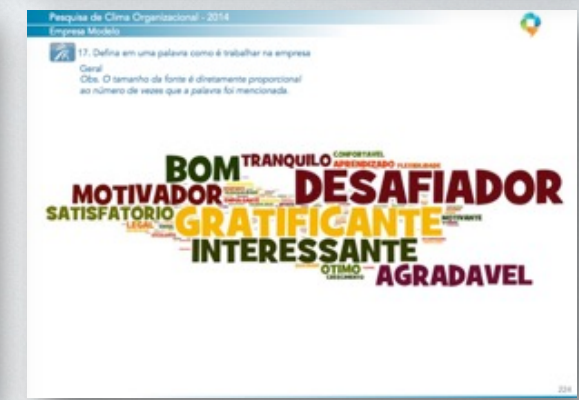 Pesquisa de Clima Organizacional - 2014
Empresa Modelo
17. Defina em uma palavra como é trabalhar na empresa
Geral
Obs. O tamanho da fonte é diretamente proporcional
ao número de vezes que a palavra foi mencionada.
CONFORTAVEL
BOM TRANQUILO APRENDIZADO FLEXIBILIDADE
MOTIVADOR DESAFIADOR
SATISFATORIO GRATIFICANTE MOTIVANTE
LEGAL
INTERESSANTE
OTIMO AGRADAVEL
CRESCIMENTO
224